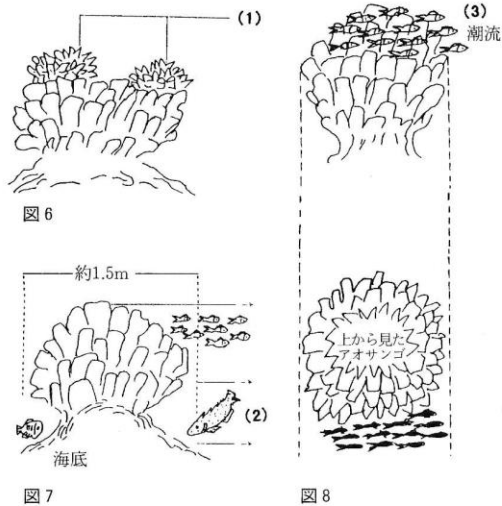 (1)
図6
(3)
潮流
約1.5m
(2)
海底
図7
上から見た
アオサンゴ
図8